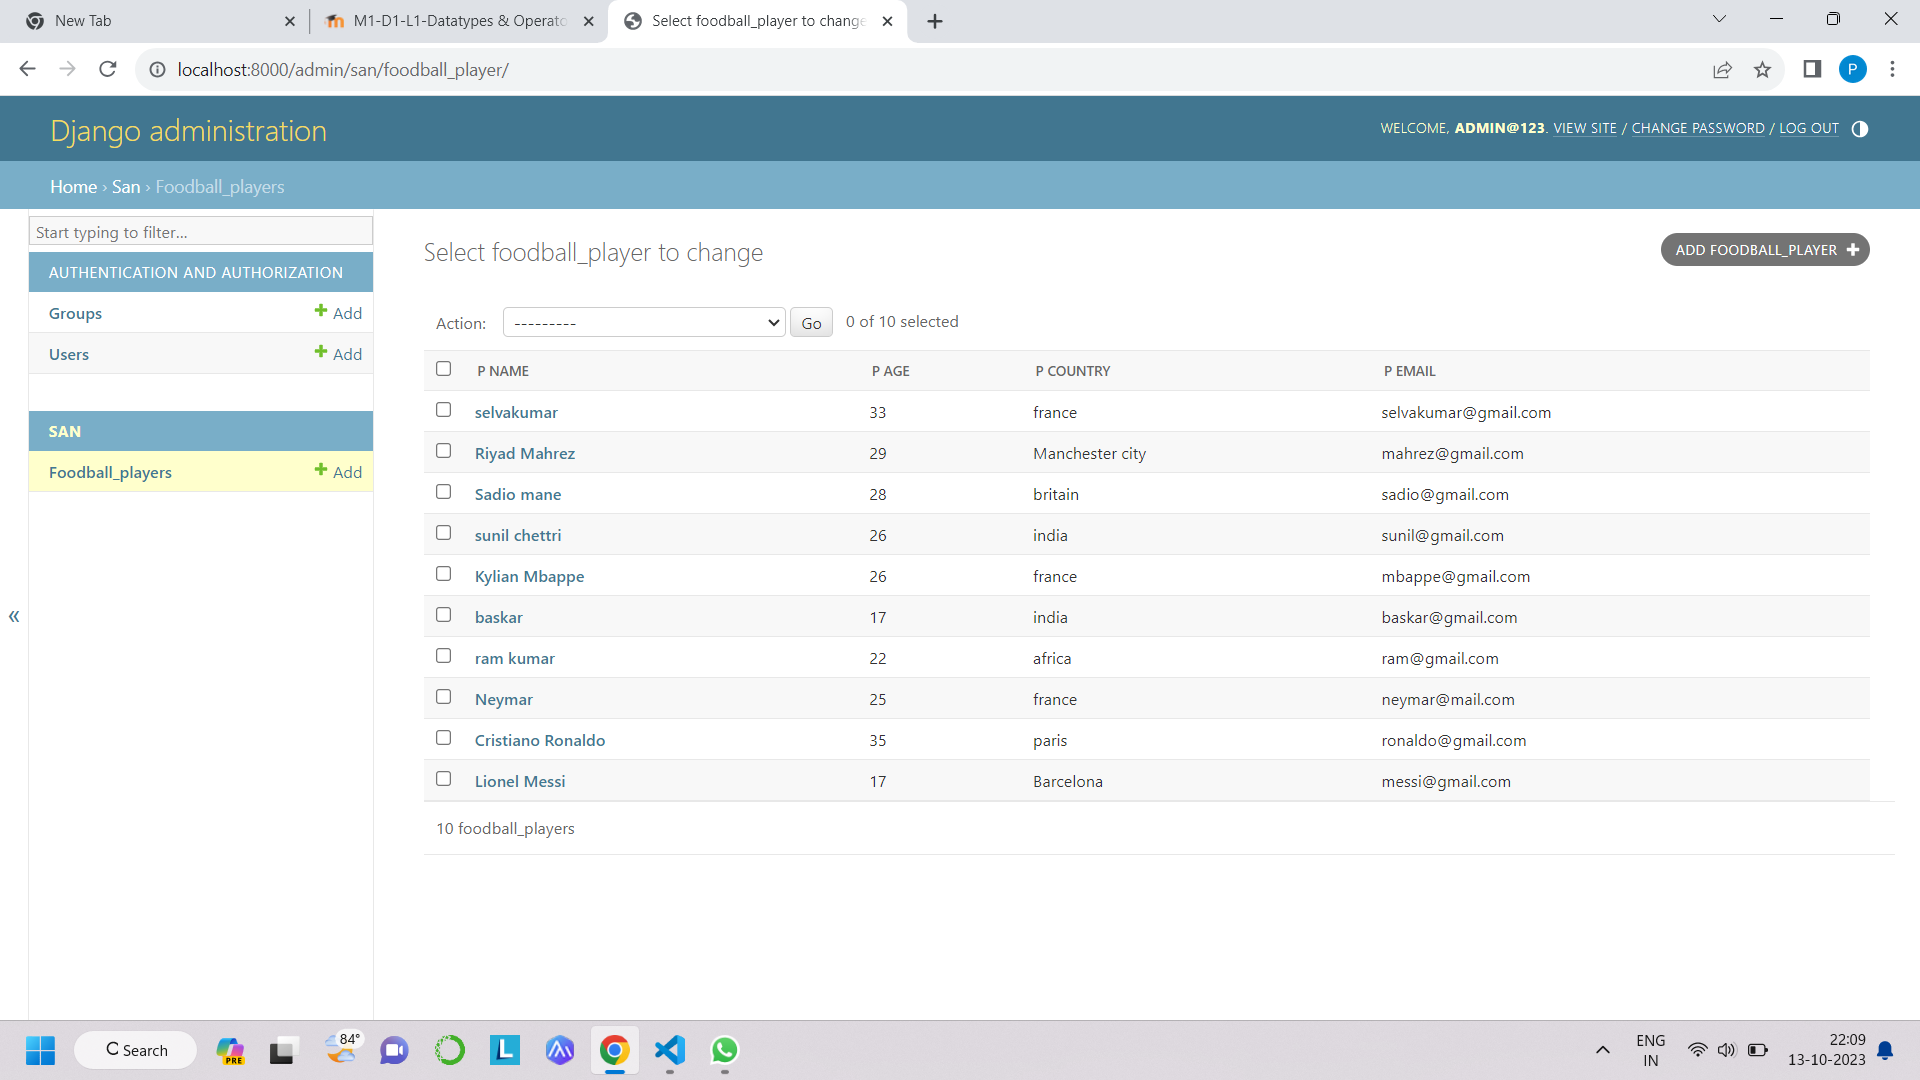 New Tab
M1-D1-L1-Datatypes & Operato
Select foodball_player to change
localhost:8000/admin/san/foodball_player/
P
Django administration
WELCOME, ADMIN@123. VIEW SITE / CHANGE PASSWORD / LOG OUT
Home › San › Foodball_players
Start typing to filter...
AUTHENTICATION AND AUTHORIZATION
Groups + Add
Users + Add
SAN
Foodball_players + Add
«
Select foodball_player to change
ADD FOODBALL_PLAYER +
Action: --------- Go 0 of 10 selected
P NAME P AGE P COUNTRY P EMAIL
selvakumar 33 france selvakumar@gmail.com
Riyad Mahrez 29 Manchester city mahrez@gmail.com
Sadio mane 28 britain sadio@gmail.com
sunil chettri 26 india sunil@gmail.com
Kylian Mbappe 26 france mbappe@gmail.com
baskar 17 india baskar@gmail.com
ram kumar 22 africa ram@gmail.com
Neymar 25 france neymar@mail.com
Cristiano Ronaldo 35 paris ronaldo@gmail.com
Lionel Messi 17 Barcelona messi@gmail.com
10 foodball_players
Search
PRE
84°
L
ENG
IN
22:09
13-10-2023